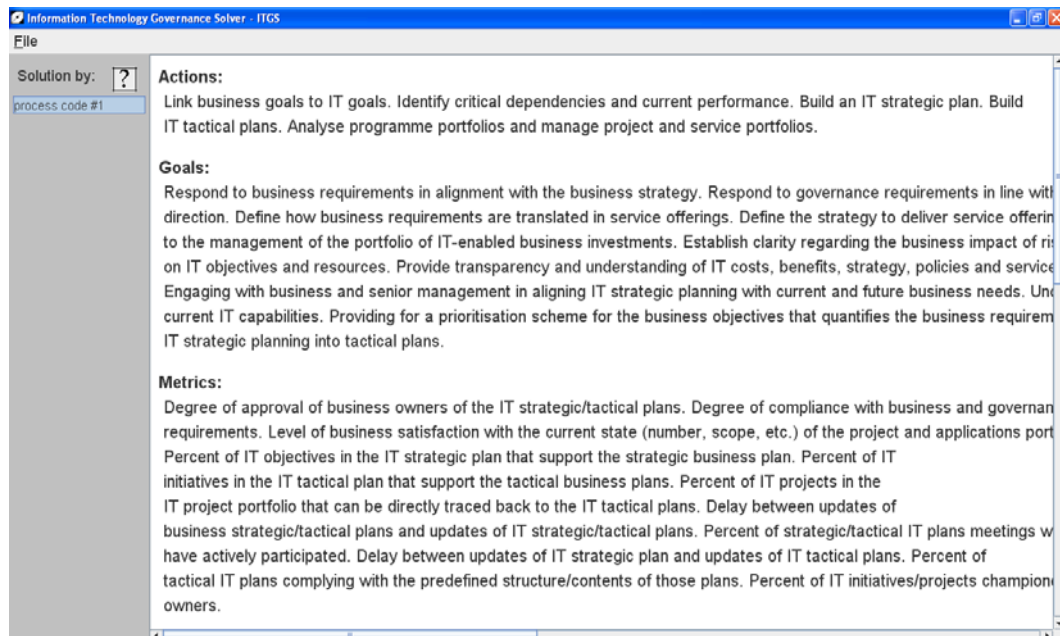 Information Technology Governance Solver - ITGS
File
Solution by: ?
process code #1
Actions:
Link business goals to IT goals. Identify critical dependencies and current performance. Build an IT strategic plan. Build
IT tactical plans. Analyse programme portfolios and manage project and service portfolios.
Goals:
Respond to business requirements in alignment with the business strategy. Respond to governance requirements in line with
direction. Define how business requirements are translated in service offerings. Define the strategy to deliver service
to the management of the portfolio of IT-enabled business investments. Establish clarity regarding the business impact of
on IT objectives and resources. Provide transparency and understanding of IT costs, benefits, strategy, policies and service
Engaging with business and senior management in aligning IT strategic planning with current and future business needs.
current IT capabilities. Providing for a prioritisation scheme for the business objectives that quantifies the business
IT strategic planning into tactical plans.
Metrics:
Degree of approval of business owners of the IT strategic/tactical plans. Degree of compliance with business and
requirements. Level of business satisfaction with the current state (number, scope, etc.) of the project and applications
Percent of IT objectives in the IT strategic plan that support the strategic business plan. Percent of IT
initiatives in the IT tactical plan that support the tactical business plans. Percent of IT projects in the
IT project portfolio that can be directly traced back to the IT tactical plans. Delay between updates of
business strategic/tactical plans and updates of IT strategic/tactical plans. Percent of strategic/tactical IT plans meetings
have actively participated. Delay between updates of IT strategic plan and updates of IT tactical plans. Percent of
tactical IT plans complying with the predefined structure/contents of those plans. Percent of IT initiatives/projects
owners.